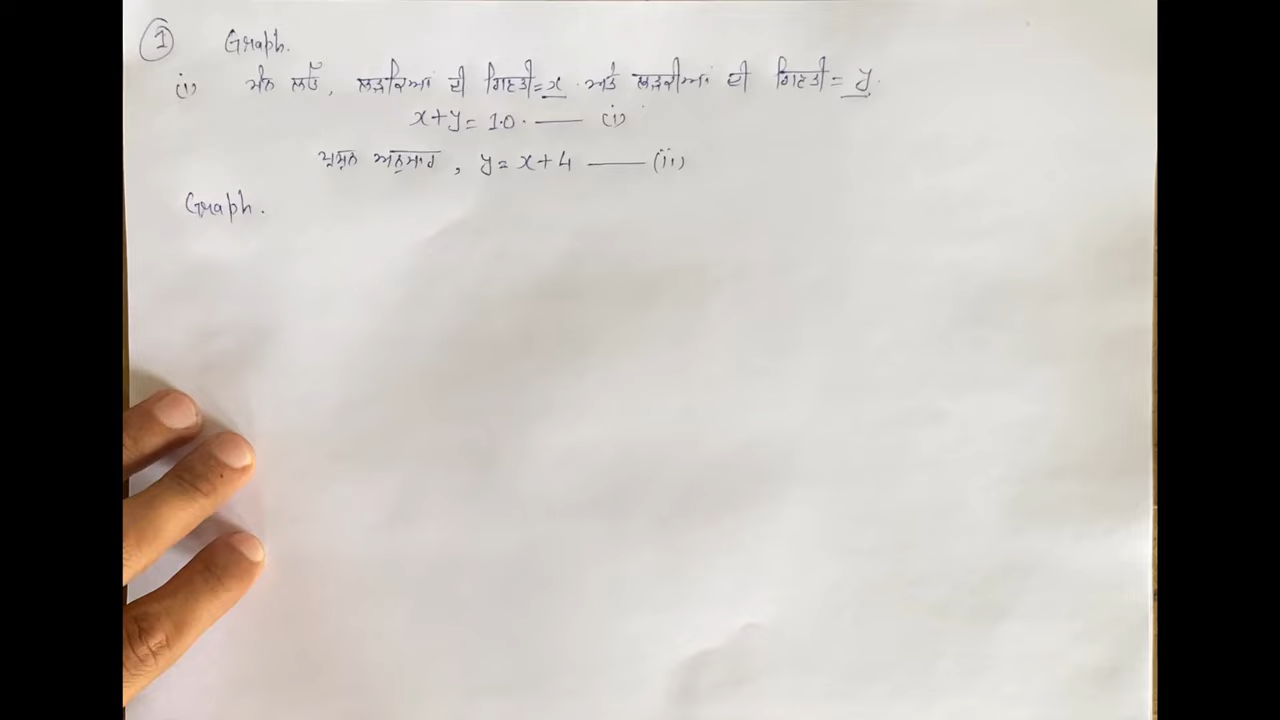 ① Graph.
(i) ਮੰਨ ਲਓ, ਲੜਕਿਆਂ ਦੀ ਗਿਣਤੀ = x. ਅਤੇ ਲੜਕੀਆਂ ਦੀ ਗਿਣਤੀ = y.
x+y = 10. — (i)
ਪ੍ਰਸ਼ਨ ਅਨੁਸਾਰ, y = x+4 — (ii)
Graph.